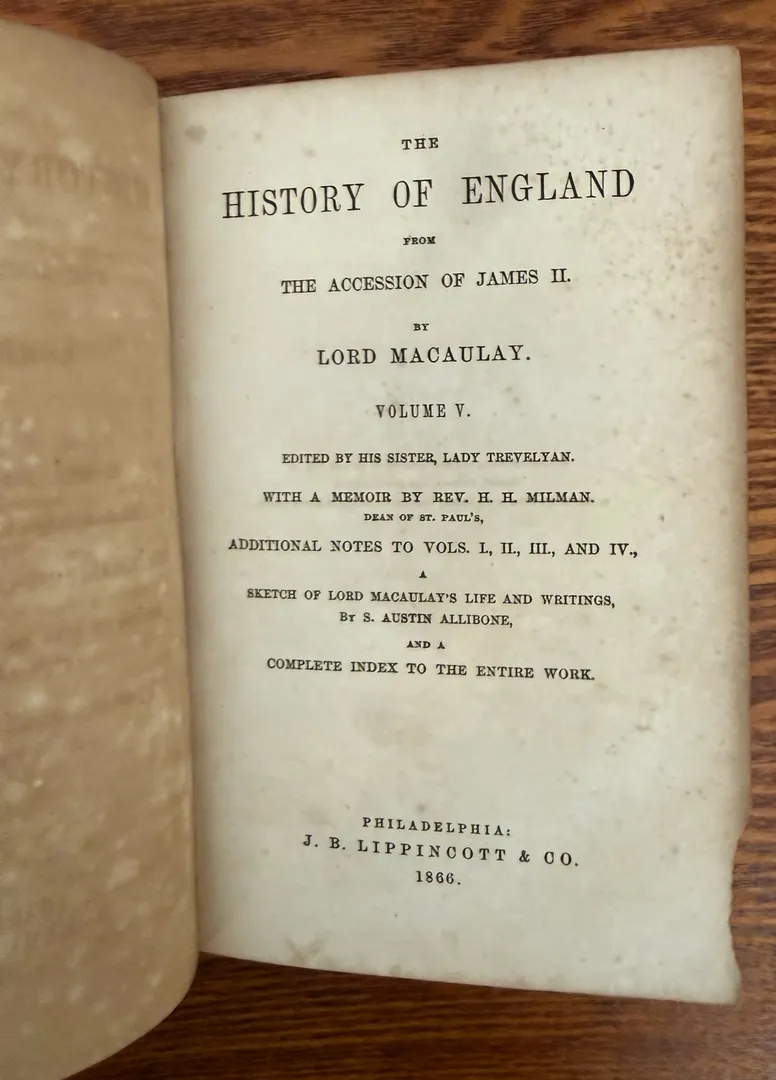 THE
HISTORY OF ENGLAND
FROM
THE ACCESSION OF JAMES II.
BY
LORD MACAULAY.
VOLUME V.
EDITED BY HIS SISTER, LADY TREVELYAN.
WITH A MEMOIR BY REV. H. H. MILMAN.
DEAN OF ST. PAUL'S,
ADDITIONAL NOTES TO VOLS. I., II., III., AND IV.,
A
SKETCH OF LORD MACAULAY'S LIFE AND WRITINGS,
BY S. AUSTIN ALLIBONE,
AND A
COMPLETE INDEX TO THE ENTIRE WORK.
PHILADELPHIA:
J. B. LIPPINCOTT & CO.
1866.